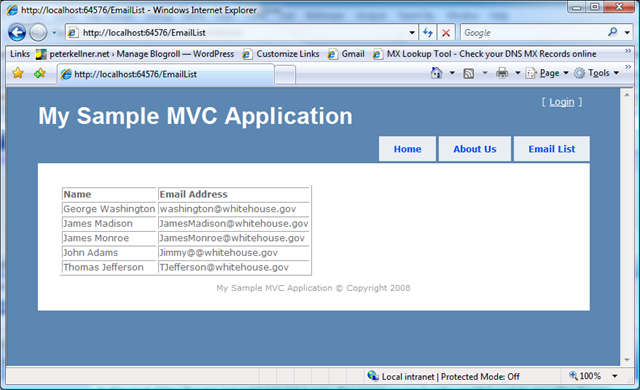 http://localhost:64576/EmailList - Windows Internet Explorer
http://localhost:64576/EmailList Google
Links peterkellner.net › Manage Blogroll — WordPress Customize Links Gmail MX Lookup Tool - Check your DNS MX Records online
http://localhost:64576/EmailList Page Tools
[ Login ]
My Sample MVC Application
Home About Us Email List
Name Email Address
George Washington washington@whitehouse.gov
James Madison JamesMadison@whitehouse.gov
James Monroe JamesMonroe@whitehouse.gov
John Adams Jimmy@@whitehouse.gov
Thomas Jefferson TJefferson@whitehouse.gov
My Sample MVC Application © Copyright 2008
Local intranet | Protected Mode: Off 100%